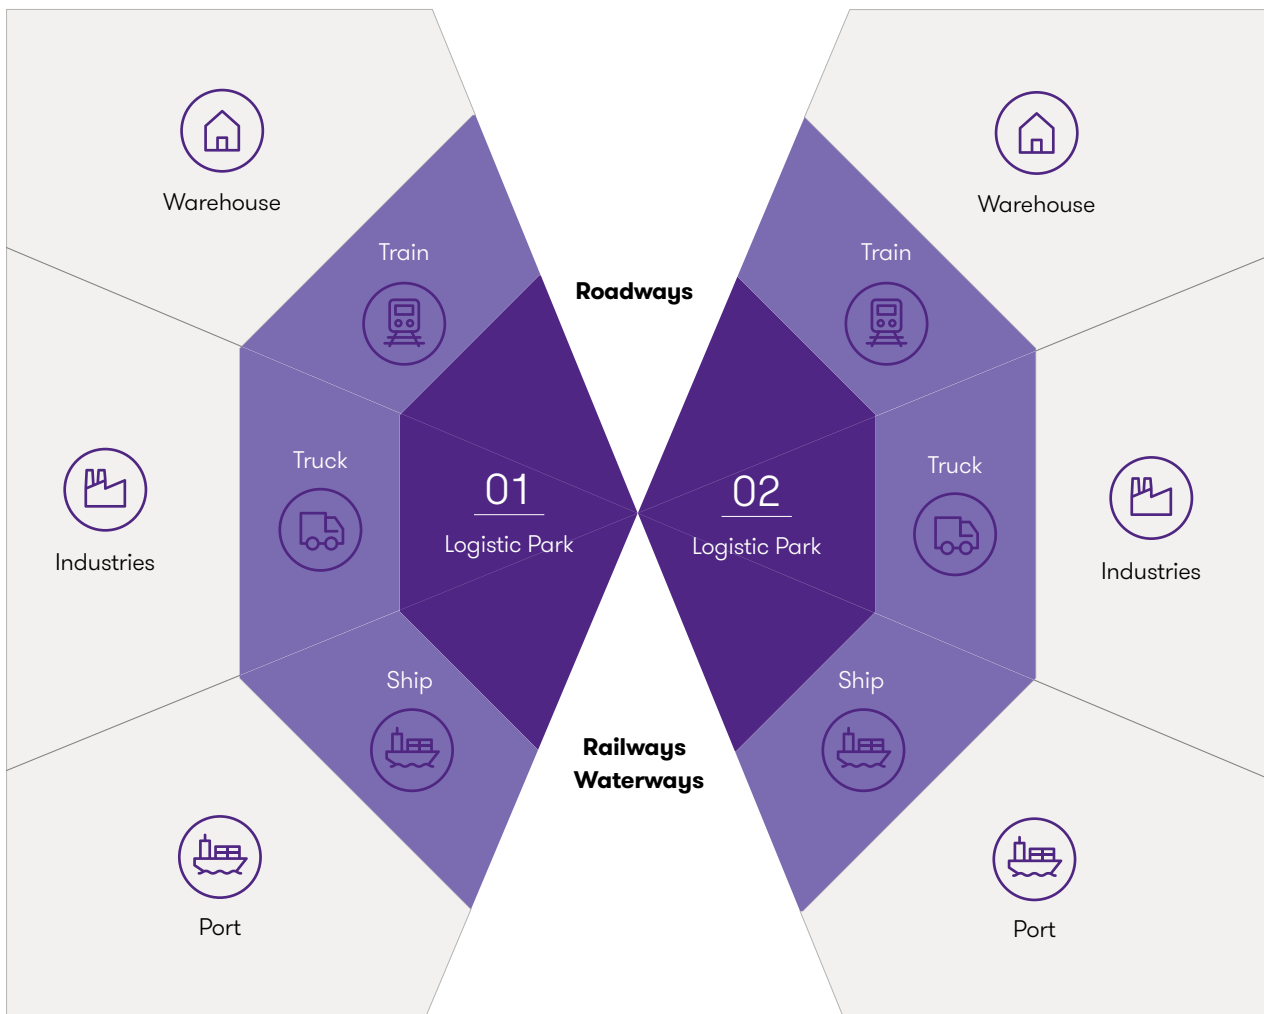 Warehouse
Train
Truck
01
Logistic Park
Industries
Ship
Port
Roadways
Railways
Waterways
Warehouse
Train
Truck
02
Logistic Park
Industries
Ship
Port